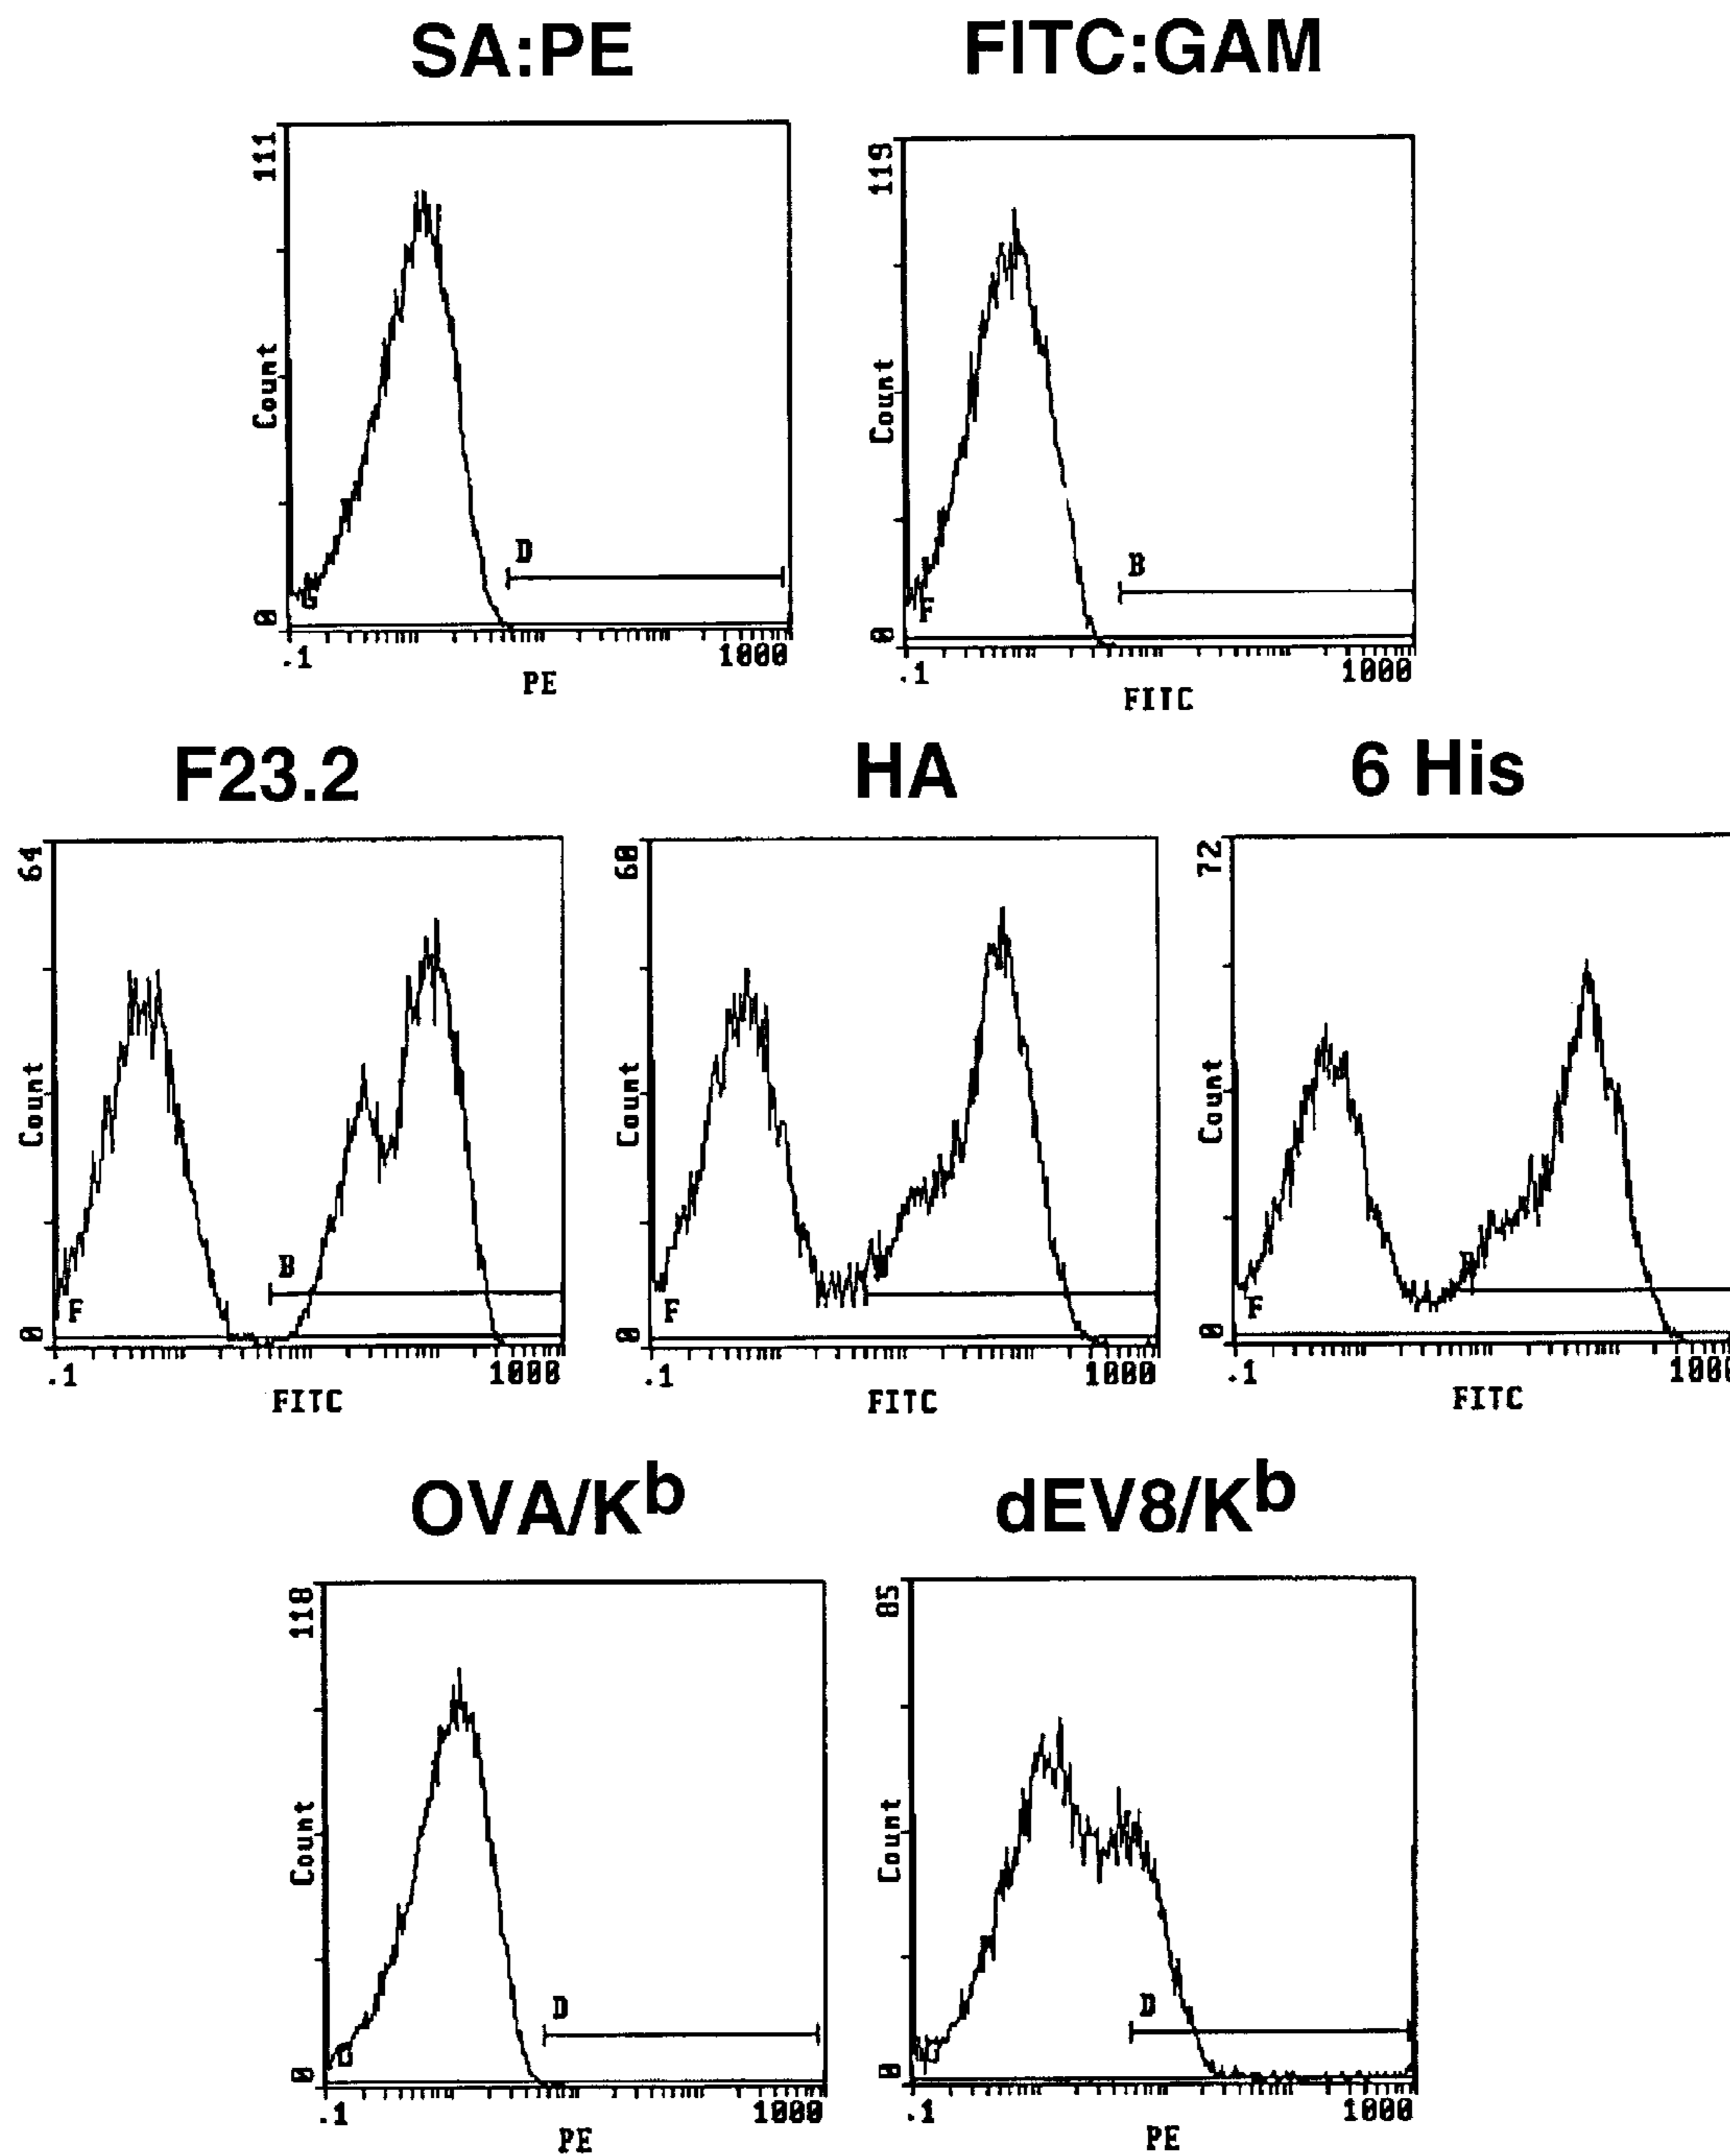 SA:PE FITC:GAM
111
Count
0
D
G
.1 1000
PE
119
Count
0
B
F
.1 1000
FITC
F23.2 HA 6 His
64
Count
0
B
F
.1 1000
FITC
60
Count
0
F
.1 1000
FITC
72
Count
0
B
F
.1 1000
FITC
OVA/Kᵇ dEV8/Kᵇ
118
Count
0
D
G
.1 1000
PE
85
Count
0
D
G
.1 1000
PE